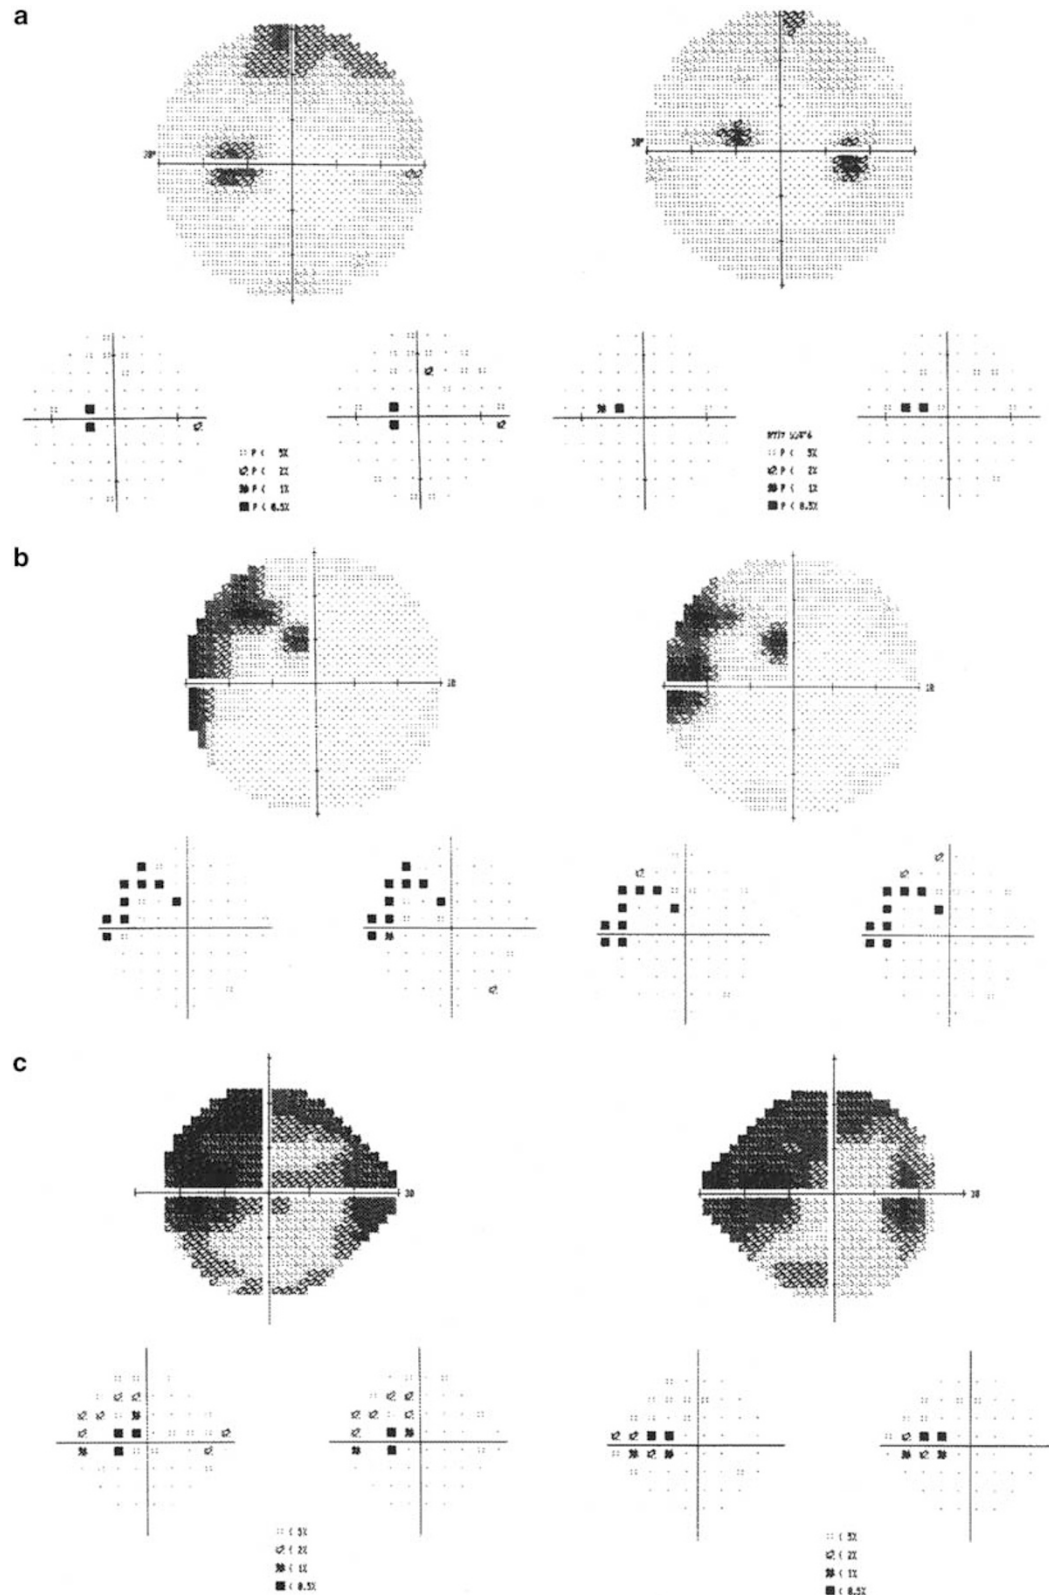 a
30°
30°
:: P < 5%
P < 2%
P < 1%
■ P < 0.5%
:: P < 5%
P < 2%
P < 1%
■ P < 0.5%
b
30
30
c
30
30
:: < 5%
< 2%
< 1%
■ < 0.5%
:: < 5%
< 2%
< 1%
■ < 0.5%